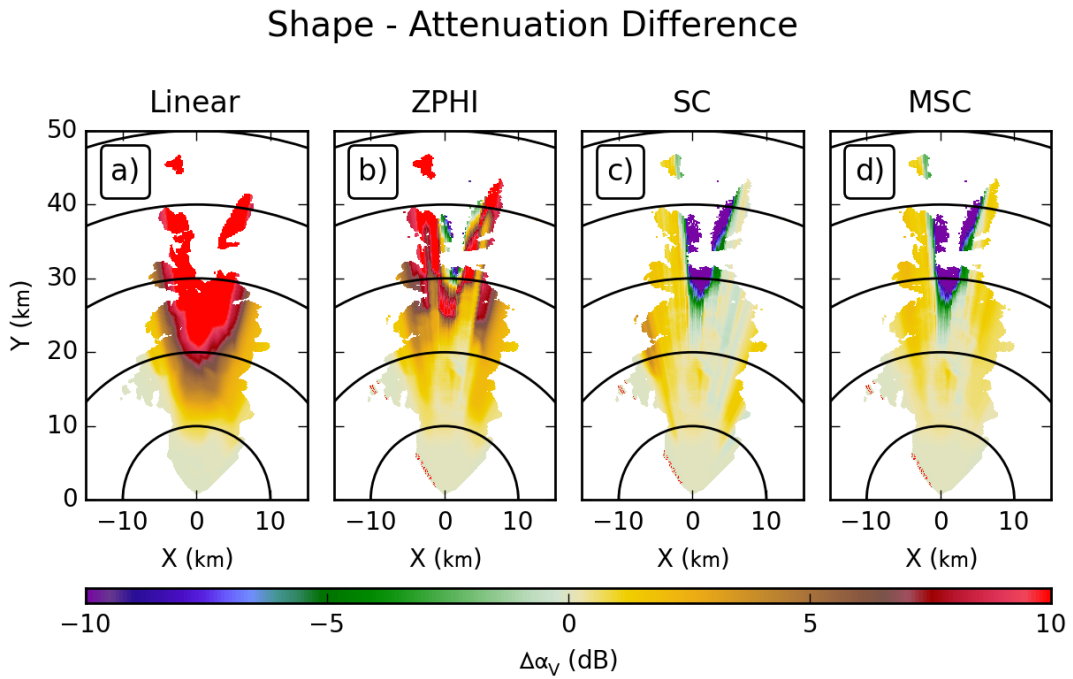 Shape - Attenuation Difference
Linear ZPHI SC MSC
50 a) b) c) d)
40
30
20
10
0
Y (km)
−10 0 10 −10 0 10 −10 0 10 −10 0 10
X (km) X (km) X (km) X (km)
−10 −5 0 5 10
Δα_V (dB)